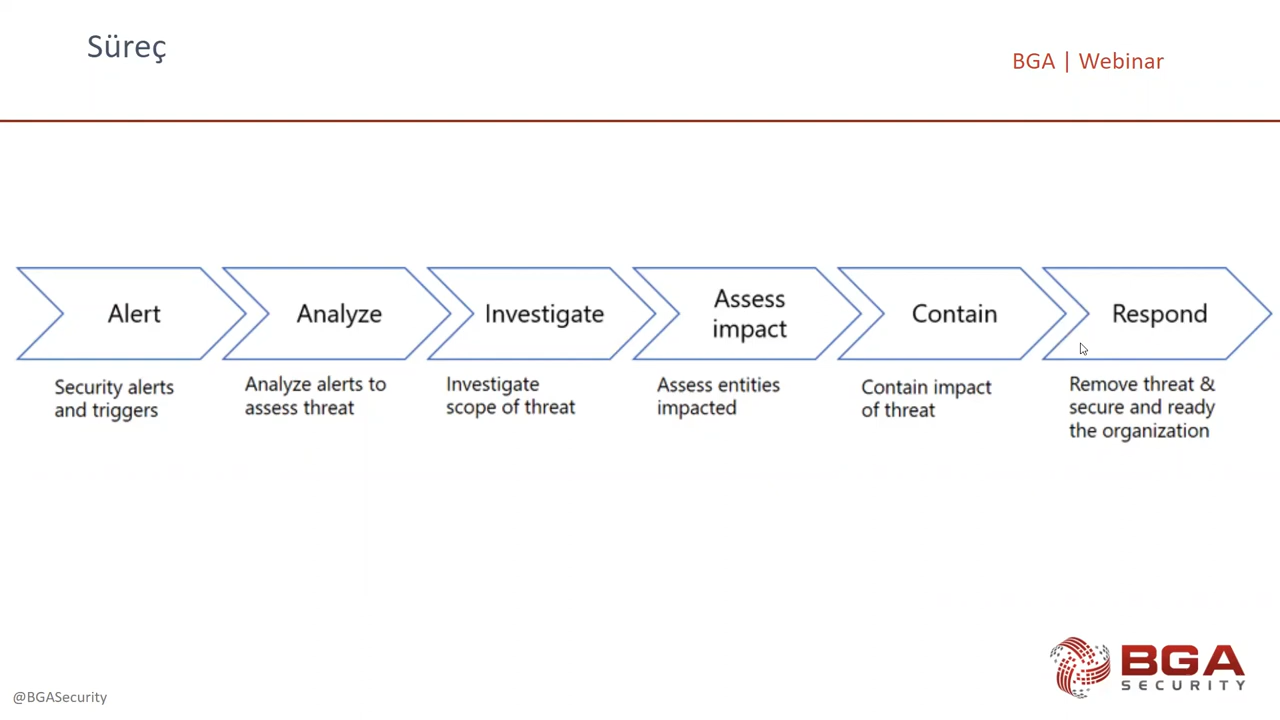 Süreç
BGA | Webinar
Alert
Analyze
Investigate
Assess
impact
Contain
Respond
Security alerts
and triggers
Analyze alerts to
assess threat
Investigate
scope of threat
Assess entities
impacted
Contain impact
of threat
Remove threat &
secure and ready
the organization
@BGASecurity
BGA
SECURITY